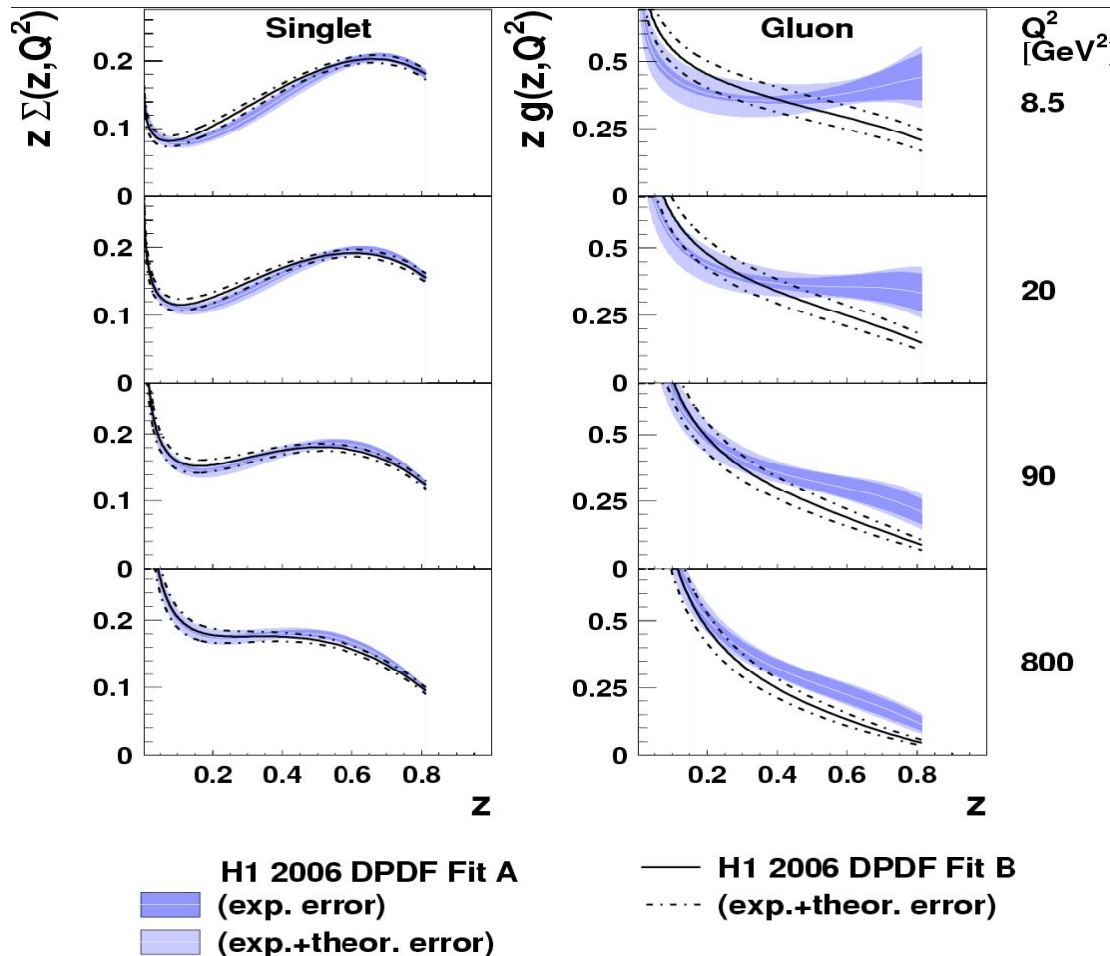 Singlet
Gluon
Q²
[GeV²]
z Σ(z,Q²)
z g(z,Q²)
0.2
0.1
0
0.5
0.25
8.5
0.2
0.1
0
0.5
0.25
0
20
0.2
0.1
0
0.5
0.25
0
90
0.2
0.1
0
0.5
0.25
0
800
0.2 0.4 0.6 0.8
0.2 0.4 0.6 0.8
z
z
H1 2006 DPDF Fit A
(exp. error)
(exp.+theor. error)
H1 2006 DPDF Fit B
(exp.+theor. error)